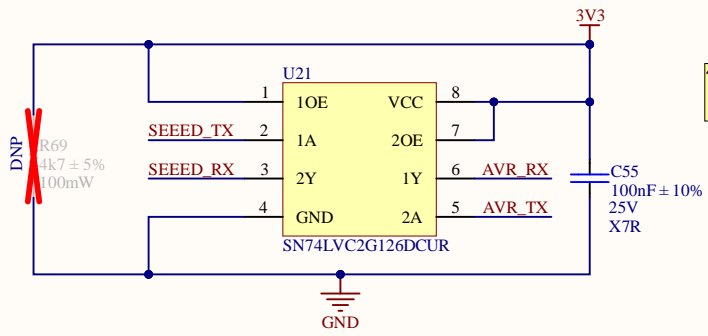 3V3
U21
1 1OE VCC 8
SEEED_TX 2 1A 2OE 7
SEEED_RX 3 2Y 1Y 6 AVR_RX
4 GND 2A 5 AVR_TX
SN74LVC2G126DCUR
DNP
R69
4k7 ± 5%
100mW
C55
100nF ± 10%
25V
X7R
GND